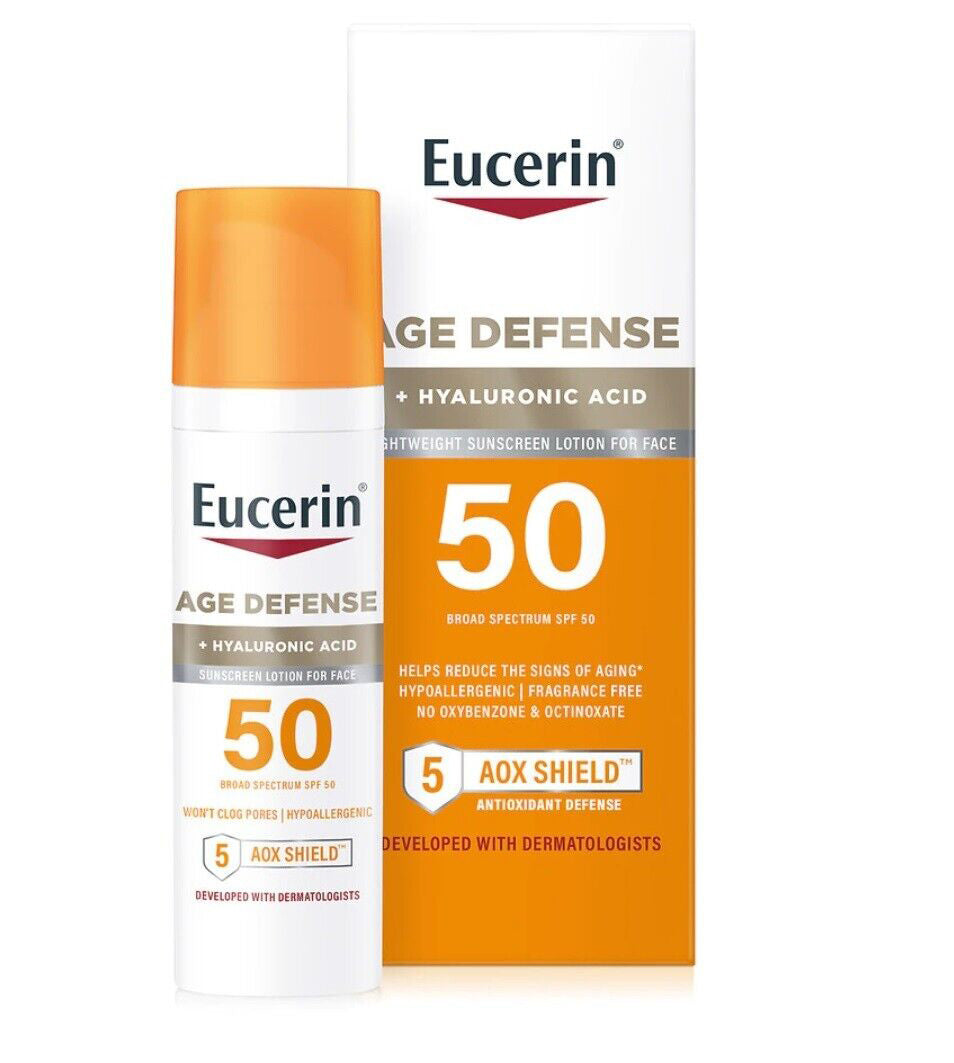 Eucerin®
AGE DEFENSE
+ HYALURONIC ACID
SUNSCREEN LOTION FOR FACE
50
BROAD SPECTRUM SPF 50
WON'T CLOG PORES | HYPOALLERGENIC
5 AOX SHIELD™
DEVELOPED WITH DERMATOLOGISTS
Eucerin®
AGE DEFENSE
+ HYALURONIC ACID
GHTWEIGHT SUNSCREEN LOTION FOR FACE
50
BROAD SPECTRUM SPF 50
HELPS REDUCE THE SIGNS OF AGING*
HYPOALLERGENIC | FRAGRANCE FREE
NO OXYBENZONE & OCTINOXATE
5 AOX SHIELD™
ANTIOXIDANT DEFENSE
DEVELOPED WITH DERMATOLOGISTS